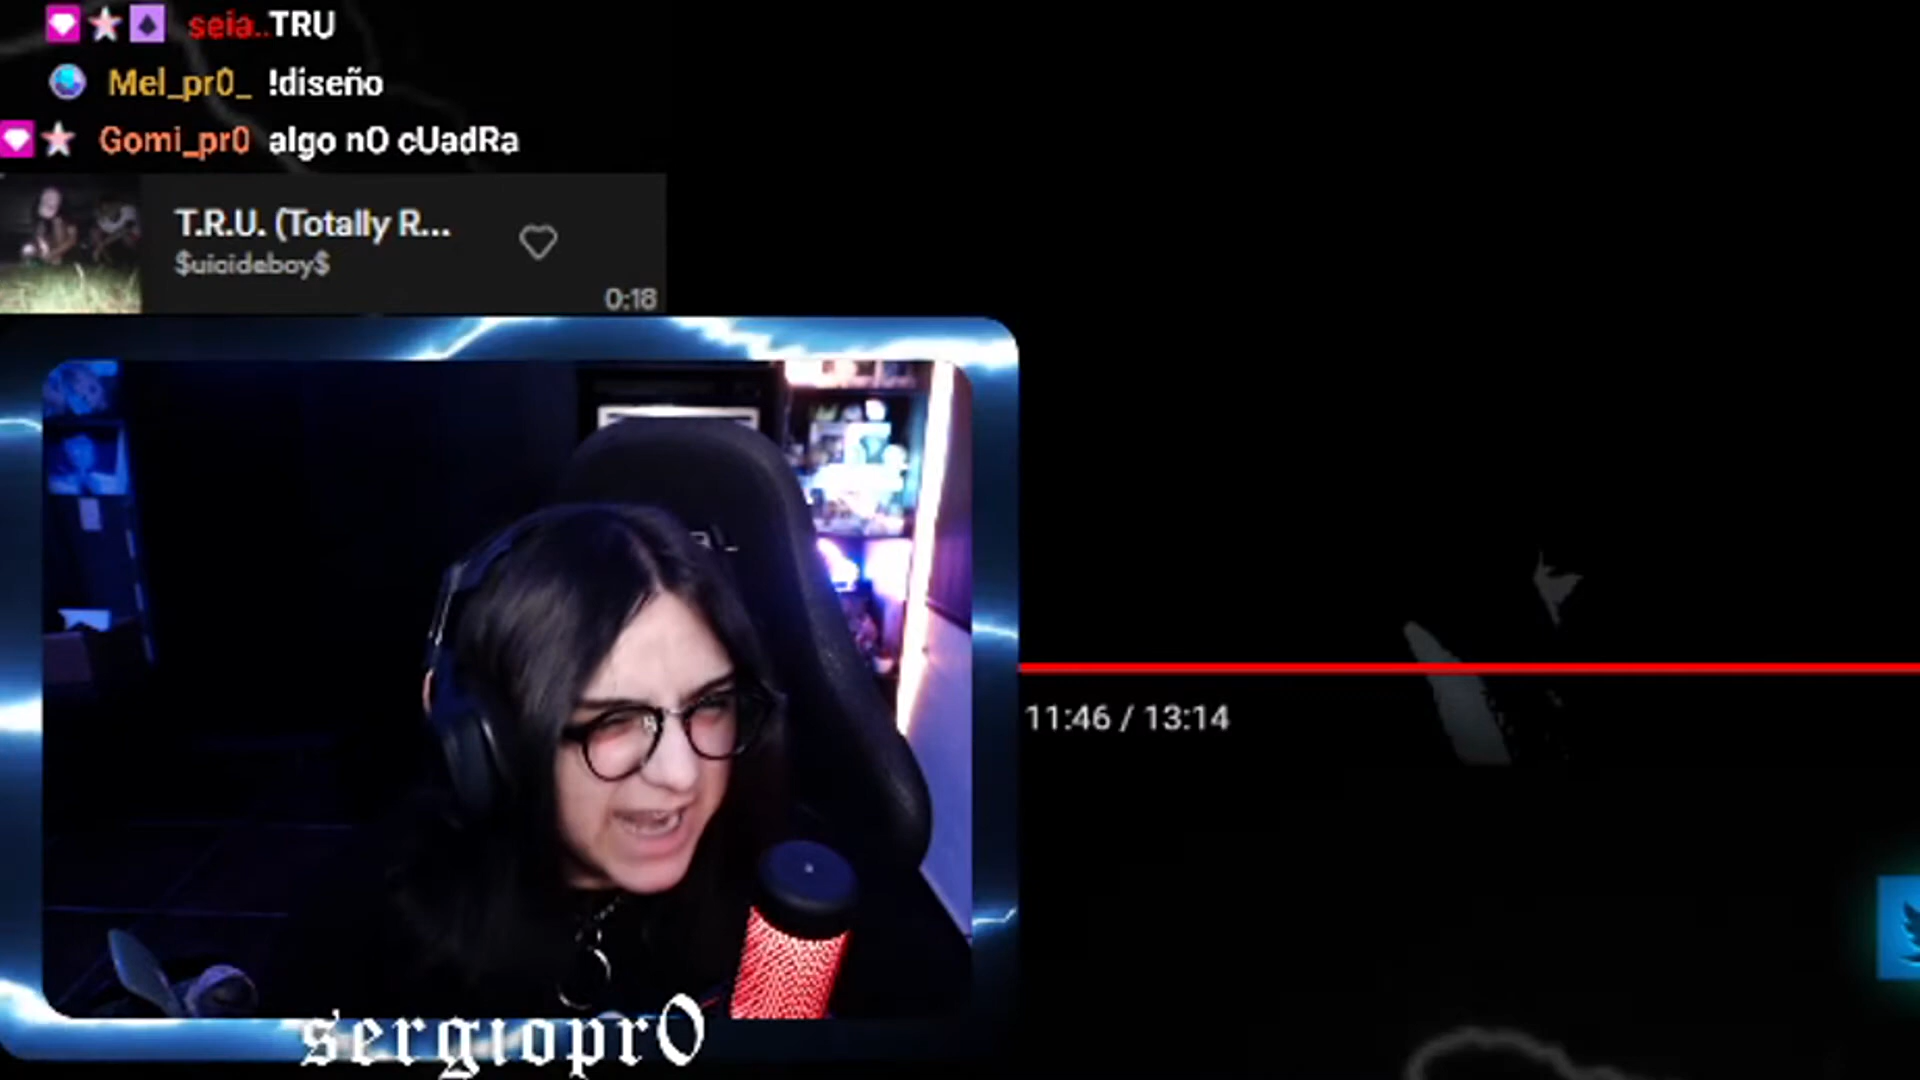 seia..TRU
Mel_pr0_ !diseño
Gomi_pr0 algo nO cUadRa
T.R.U. (Totally R...
$uicideboy$
0:18
11:46 / 13:14
sergiopr0